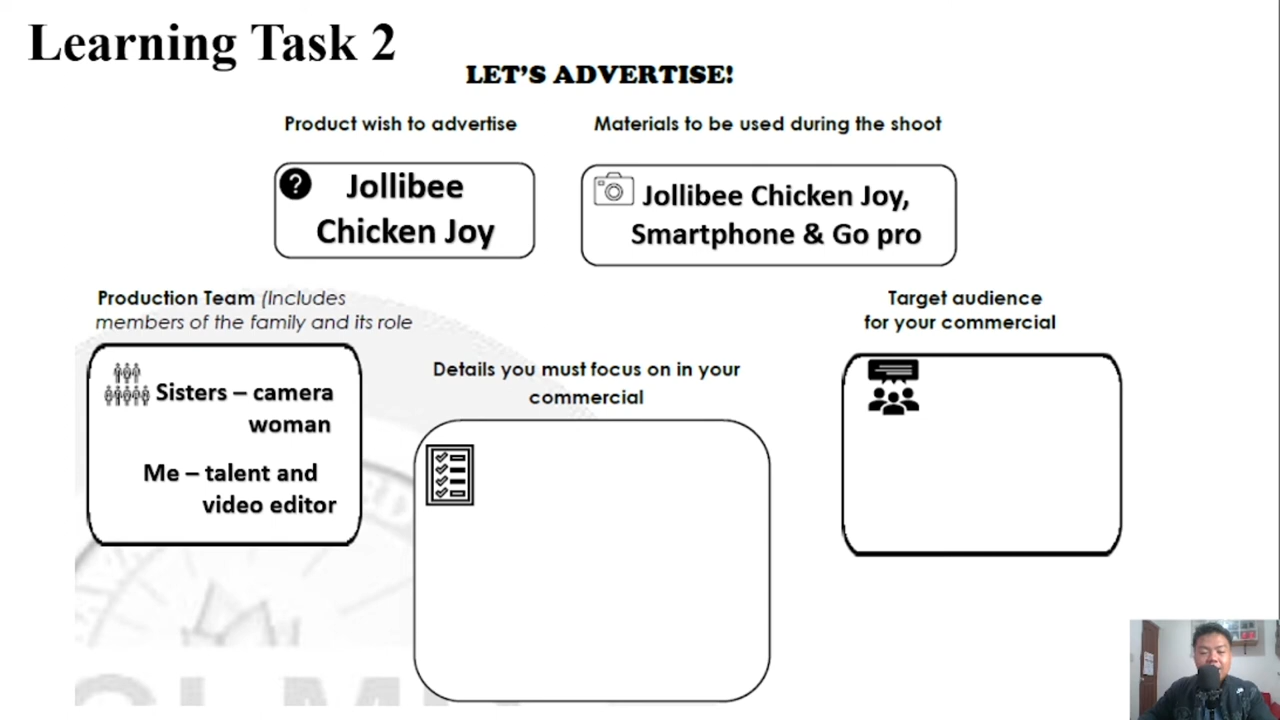 Learning Task 2
LET'S ADVERTISE!
Product wish to advertise
Materials to be used during the shoot
?
Jollibee
Chicken Joy
Jollibee Chicken Joy,
Smartphone & Go pro
Production Team (Includes
members of the family and its role
Sisters – camera
woman
Me – talent and
video editor
Details you must focus on in your
commercial
Target audience
for your commercial